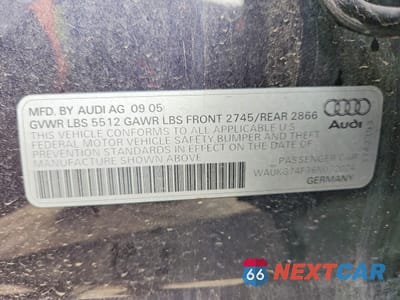 MFD. BY AUDI AG 09 05
GVWR LBS 5512 GAWR LBS FRONT 2745/REAR 2866
THIS VEHICLE CONFORMS TO ALL APPLICABLE U.S.
FEDERAL MOTOR VEHICLE SAFETY, BUMPER AND THEFT
PREVENTION STANDARDS IN EFFECT ON THE DATE OF
MANUFACTURE SHOWN ABOVE
PASSENGER CAR
GERMANY
Audi
66 NEXTCAR